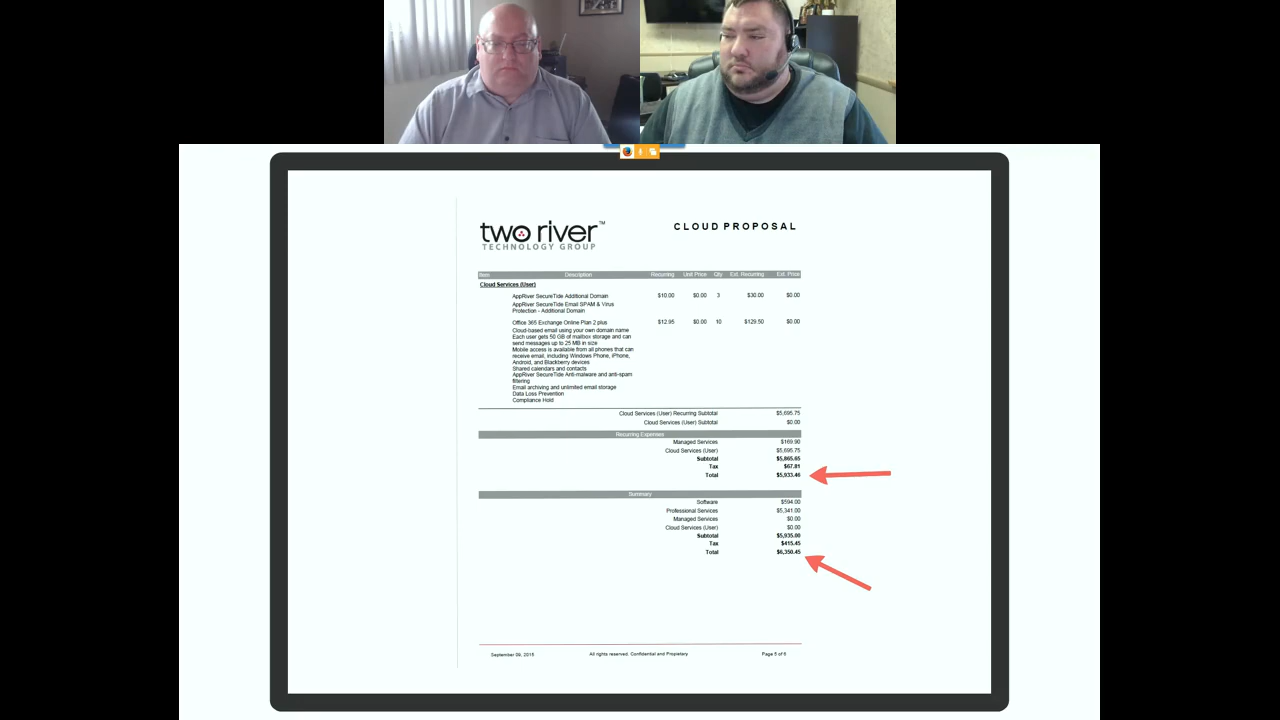 two river™
TECHNOLOGY GROUP
CLOUD PROPOSAL
Item Description Recurring Unit Price Qty Ext. Recurring Ext. Price
Cloud Services (User)
AppRiver SecureTide Additional Domain $10.00 $0.00 3 $30.00 $0.00
AppRiver SecureTide Email SPAM & Virus
Protection - Additional Domain
Office 365 Exchange Online Plan 2 plus $12.95 $0.00 10 $129.50 $0.00
Cloud-based email using your own domain name
Each user gets 50 GB of mailbox storage and can
send messages up to 25 MB in size
Mobile access is available from all phones that can
receive email, including Windows Phone, iPhone,
Android, and Blackberry devices
Shared calendars and contacts
AppRiver SecureTide Anti-malware and anti-spam
filtering
Email archiving and unlimited email storage
Data Loss Prevention
Compliance Hold
Cloud Services (User) Recurring Subtotal $5,695.75
Cloud Services (User) Subtotal $0.00
Recurring Expenses
Managed Services $169.90
Cloud Services (User) $5,695.75
Subtotal $5,865.65
Tax $67.81
Total $5,933.46
Summary
Software $594.00
Professional Services $5,341.00
Managed Services $0.00
Cloud Services (User) $0.00
Subtotal $5,935.00
Tax $415.45
Total $6,350.45
September 09, 2015 All rights reserved. Confidential and Proprietary Page 5 of 6